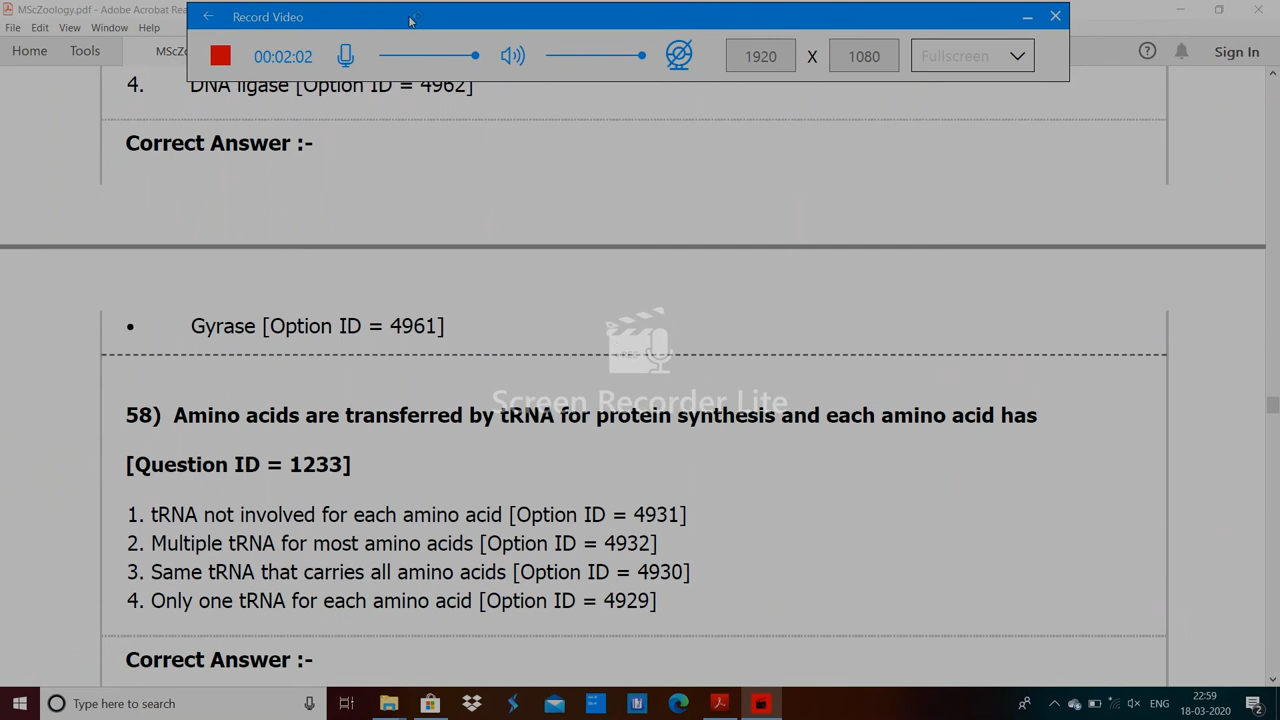 MScZoology.pdf - Adobe Acrobat Rea
Record Video
File Edit View Window Help
00:02:02
1920 X 1080 Fullscreen
Home Tools MScZo
Sign In
4. DNA ligase [Option ID = 4962]
Correct Answer :-
• Gyrase [Option ID = 4961]
Screen Recorder Lite
58) Amino acids are transferred by tRNA for protein synthesis and each amino acid has
[Question ID = 1233]
1. tRNA not involved for each amino acid [Option ID = 4931]
2. Multiple tRNA for most amino acids [Option ID = 4932]
3. Same tRNA that carries all amino acids [Option ID = 4930]
4. Only one tRNA for each amino acid [Option ID = 4929]
Correct Answer :-
Type here to search
ENG
22:59
18-03-2020
2